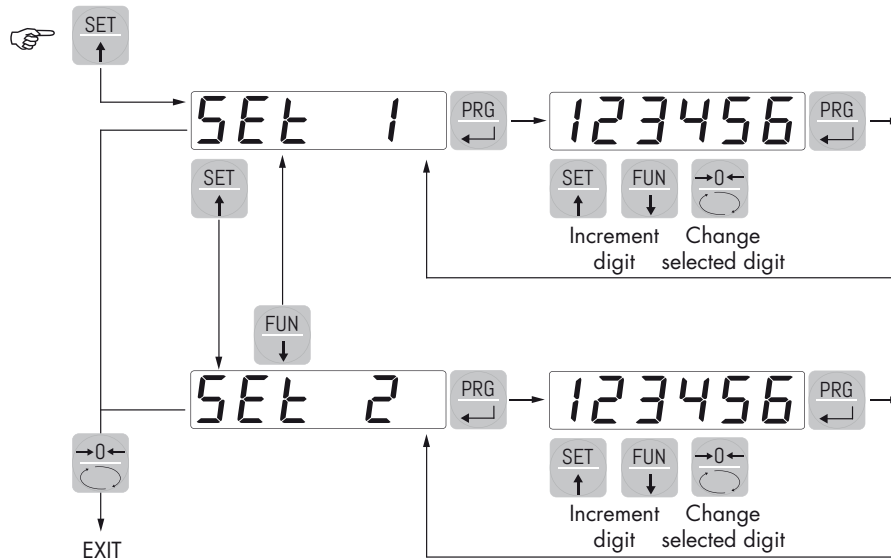 SET
SEt 1
PRG
123456
PRG
SET
SET
FUN
→0←
Increment digit
Change selected digit
FUN
SEt 2
PRG
123456
PRG
→0←
SET
FUN
→0←
Increment digit
Change selected digit
EXIT